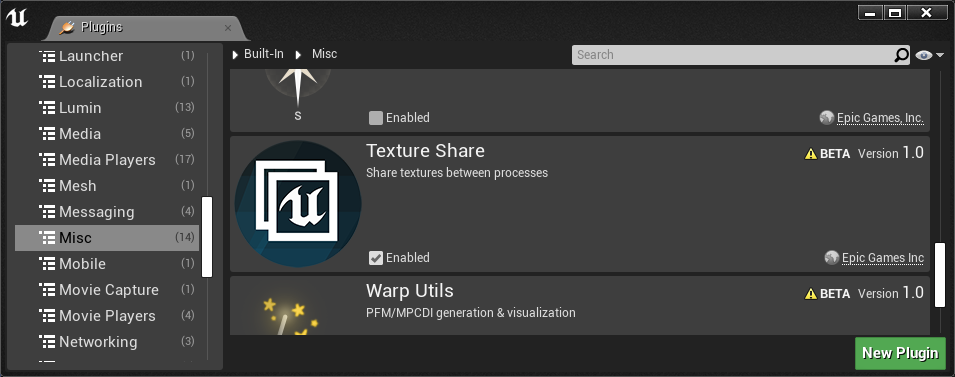 Plugins
Launcher (1)
Localization (1)
Lumin (13)
Media (5)
Media Players (17)
Mesh (1)
Messaging (4)
Misc (14)
Mobile (1)
Movie Capture (1)
Movie Players (4)
Networking (3)
Built-In Misc
Search
S
Enabled
Epic Games, Inc.
Texture Share
BETA Version 1.0
Share textures between processes
Enabled
Epic Games Inc
Warp Utils
BETA Version 1.0
PFM/MPCDI generation & visualization
New Plugin